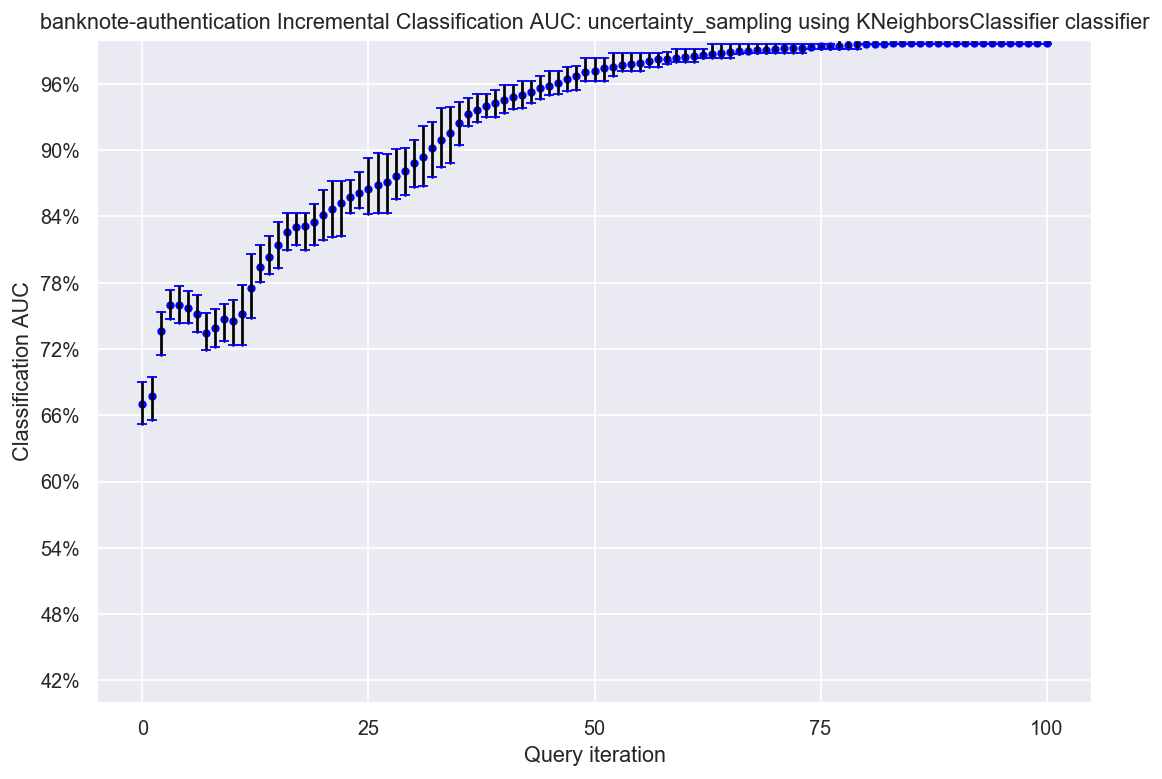 banknote-authentication Incremental Classification AUC: uncertainty_sampling using KNeighborsClassifier classifier
96%
90%
84%
78%
72%
66%
60%
54%
48%
42%
Classification AUC
0 25 50 75 100
Query iteration